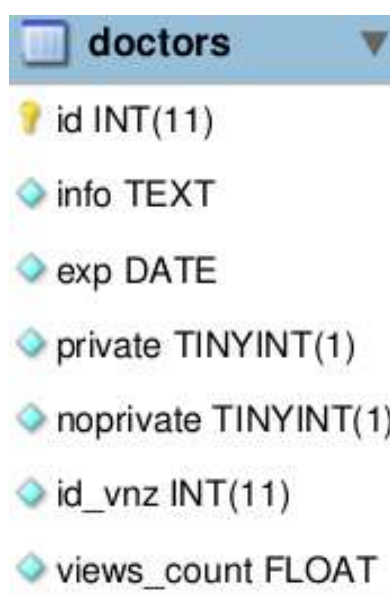 doctors
id INT(11)
info TEXT
exp DATE
private TINYINT(1)
noprivate TINYINT(1)
id_vnz INT(11)
views_count FLOAT